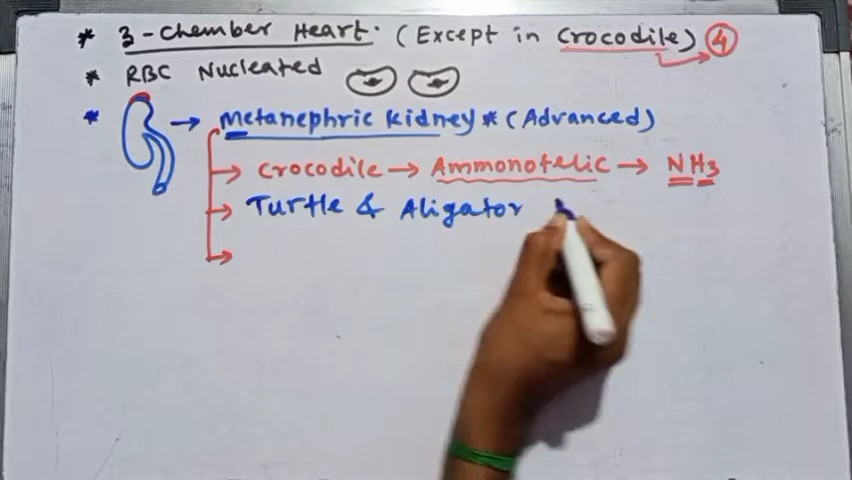 * 3-Chember Heart. (Except in Crocodile) 4
* RBC Nucleated
* → Metanephric kidney * (Advanced)
→ Crocodile → Ammonotelic → NH3
→ Turtle & Aligator
→